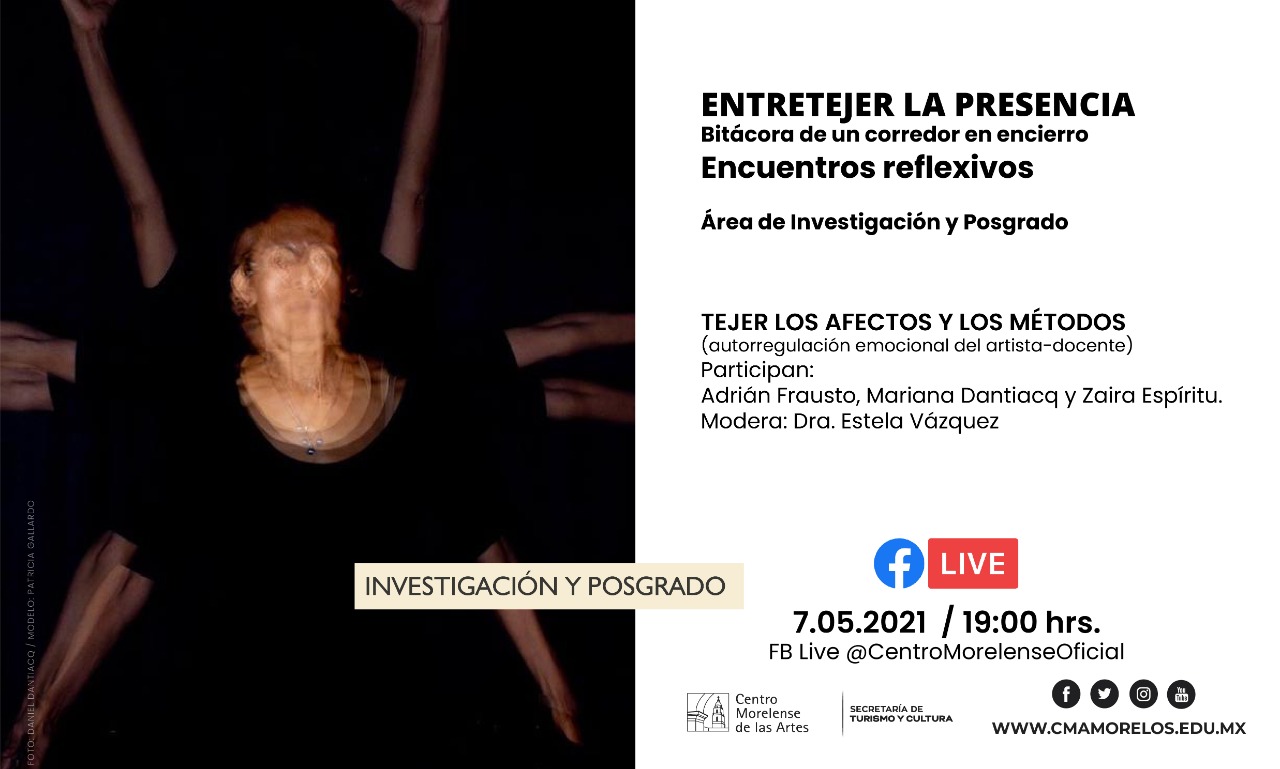 ENTRETEJER LA PRESENCIA
Bitácora de un corredor en encierro
Encuentros reflexivos
Área de Investigación y Posgrado
TEJER LOS AFECTOS Y LOS MÉTODOS
(autorregulación emocional del artista-docente)
Participan:
Adrián Frausto, Mariana Dantiacq y Zaira Espíritu.
Modera: Dra. Estela Vázquez
INVESTIGACIÓN Y POSGRADO
LIVE
7.05.2021 / 19:00 hrs.
FB Live @CentroMorelenseOficial
Centro
Morelense
de las Artes
SECRETARÍA DE
TURISMO Y CULTURA
You
Tube
WWW.CMAMORELOS.EDU.MX
FOTO: DANIEL DANTIACQ / MODELO: PATRICIA GALLARDO